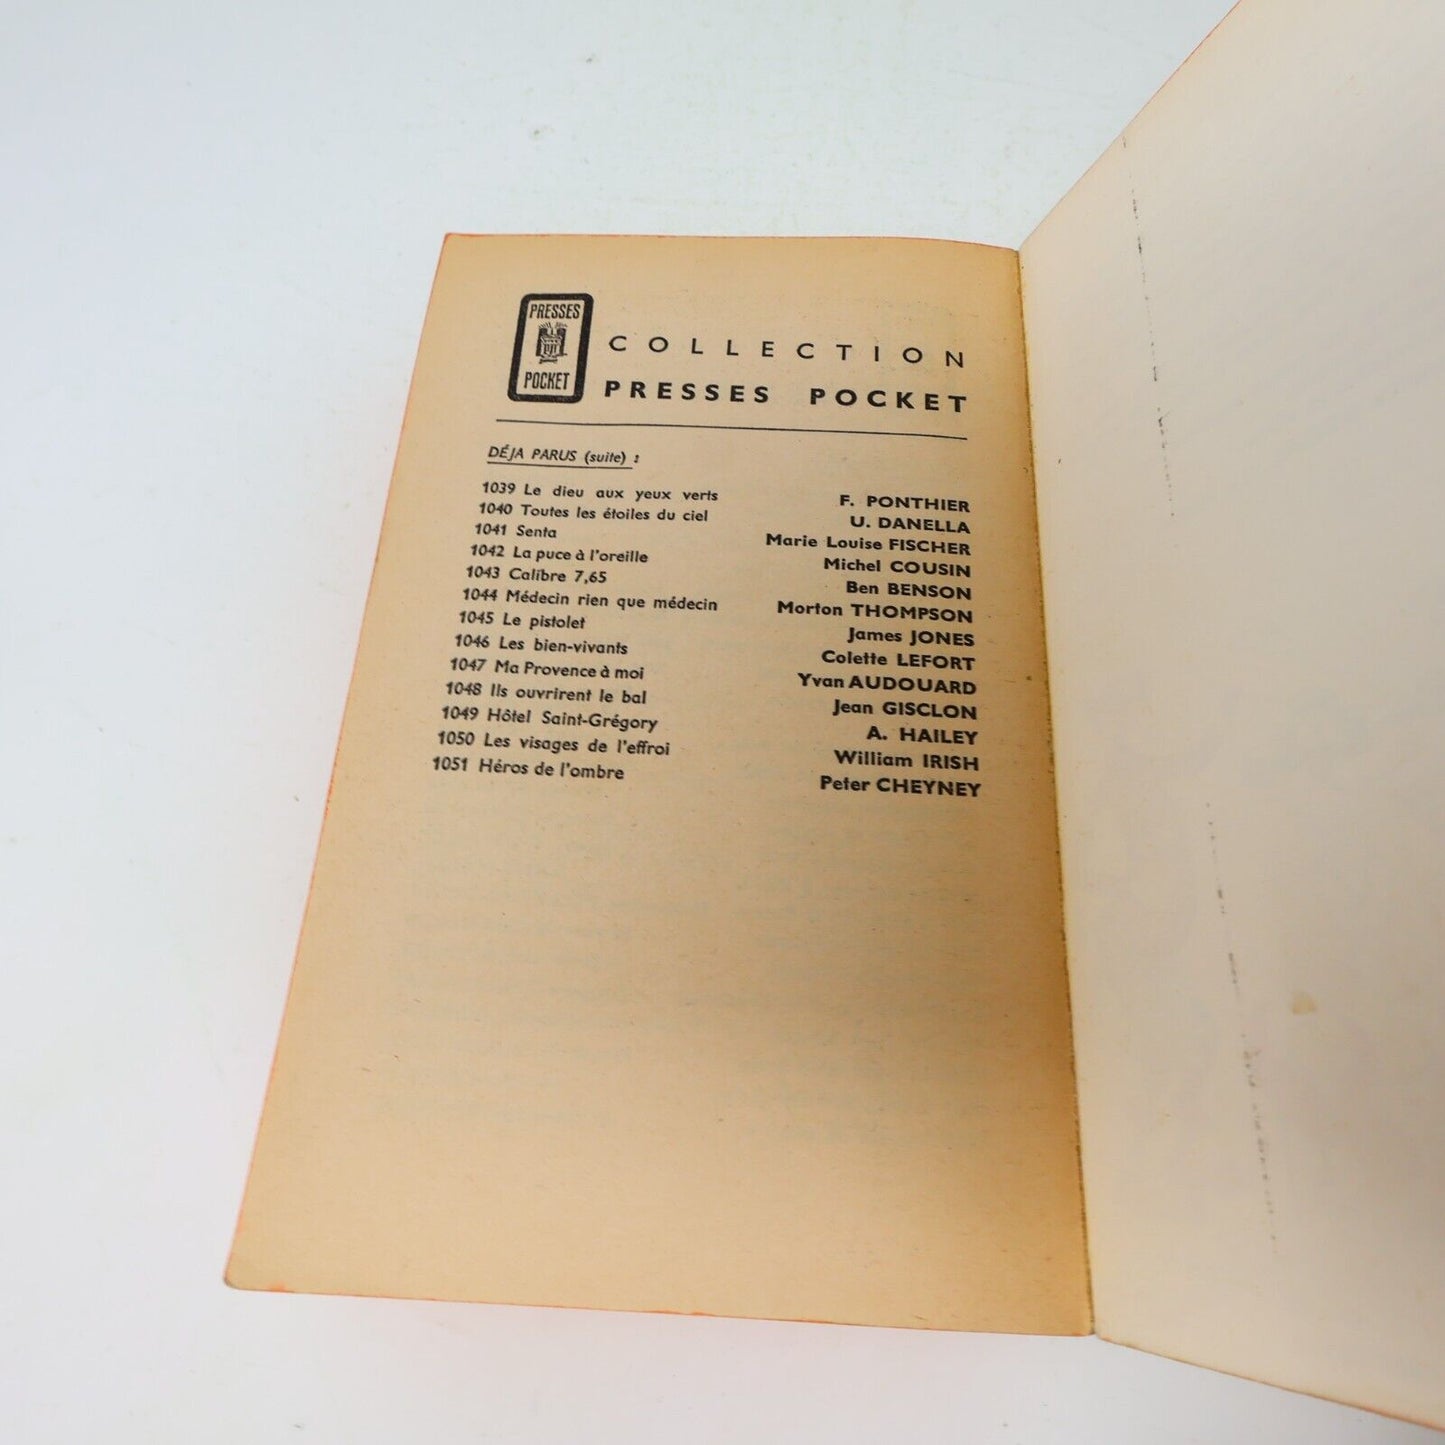 PRESSES
POCKET
COLLECTION
PRESSES POCKET
DÉJA PARUS (suite) :
1039 Le dieu aux yeux verts F. PONTHIER
1040 Toutes les étoiles du ciel U. DANELLA
1041 Senta Marie Louise FISCHER
1042 La puce à l'oreille Michel COUSIN
1043 Calibre 7,65 Ben BENSON
1044 Médecin rien que médecin Morton THOMPSON
1045 Le pistolet James JONES
1046 Les bien-vivants Colette LEFORT
1047 Ma Provence à moi Yvan AUDOUARD
1048 Ils ouvrirent le bal Jean GISCLON
1049 Hôtel Saint-Grégory A. HAILEY
1050 Les visages de l'effroi William IRISH
1051 Héros de l'ombre Peter CHEYNEY